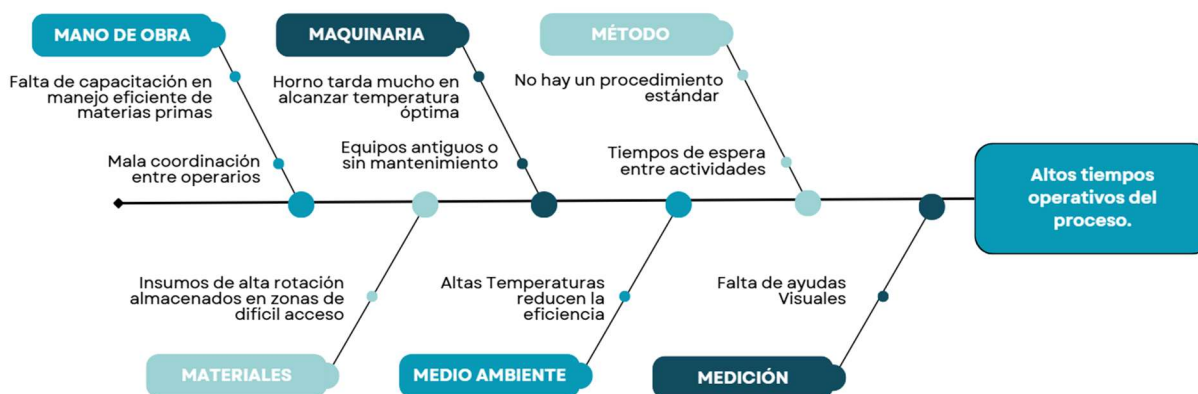 MANO DE OBRA
Falta de capacitación en
manejo eficiente de
materias primas
Mala coordinación
entre operarios
MAQUINARIA
Horno tarda mucho en
alcanzar temperatura
óptima
Equipos antiguos o
sin mantenimiento
MÉTODO
No hay un procedimiento
estándar
Tiempos de espera
entre actividades
Altos tiempos
operativos del
proceso.
Insumos de alta rotación
almacenados en zonas de
difícil acceso
MATERIALES
Altas Temperaturas
reducen la
eficiencia
MEDIO AMBIENTE
Falta de ayudas
Visuales
MEDICIÓN